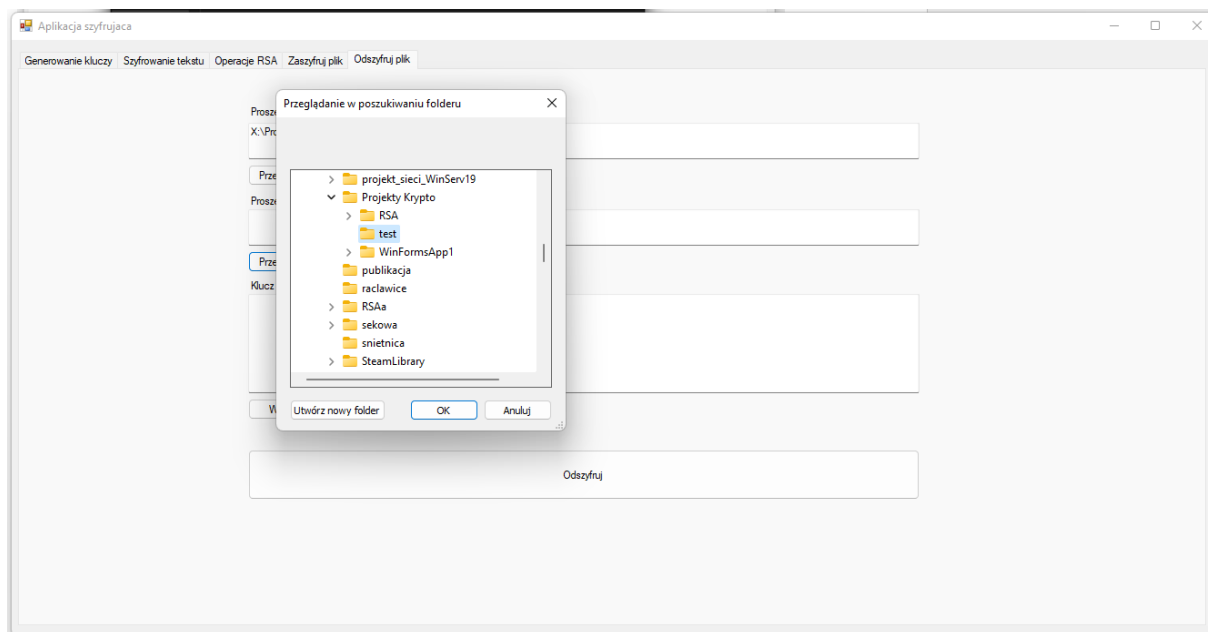 Aplikacja szyfrujaca
Generowanie kluczy Szyfrowanie tekstu Operacje RSA Zaszyfruj plik Odszyfruj plik
Przeglądanie w poszukiwaniu folderu
X:\
projekt_sieci_WinServ19
Projekty Krypto
RSA
test
WinFormsApp1
publikacja
raclawice
RSAa
sekowa
snietnica
SteamLibrary
Klucz
Utwórz nowy folder OK Anuluj
Odszyfruj